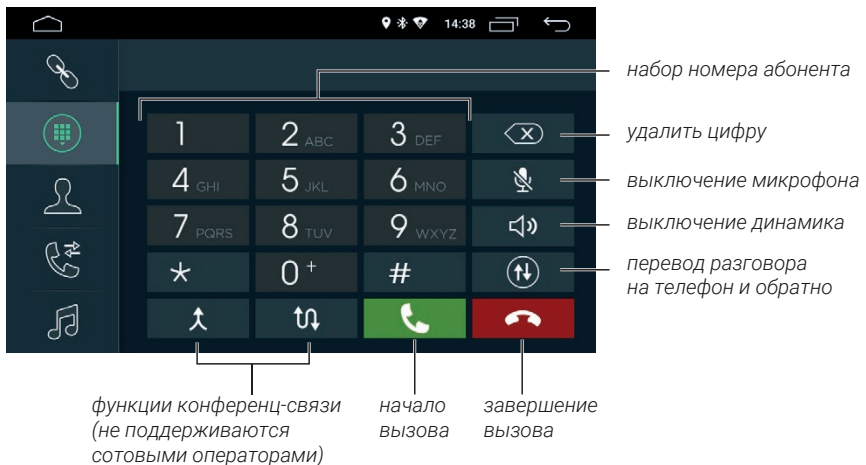 14:38
набор номера абонента
1
2 ABC
3 DEF
удалить цифру
4 GHI
5 JKL
6 MNO
выключение микрофона
7 PQRS
8 TUV
9 WXYZ
выключение динамика
*
0 +
#
перевод разговора
на телефон и обратно
функции конференц-связи
(не поддерживаются
сотовыми операторами)
начало
вызова
завершение
вызова